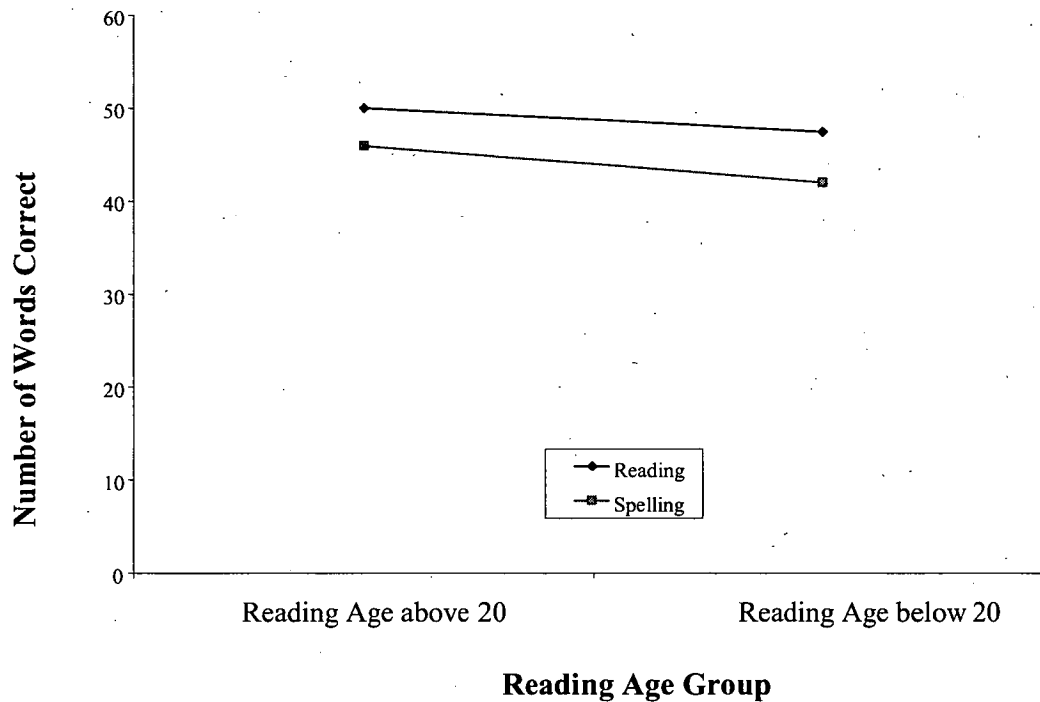 60
50
40
30
20
10
0
Number of Words Correct
Reading
Spelling
Reading Age above 20
Reading Age below 20
Reading Age Group